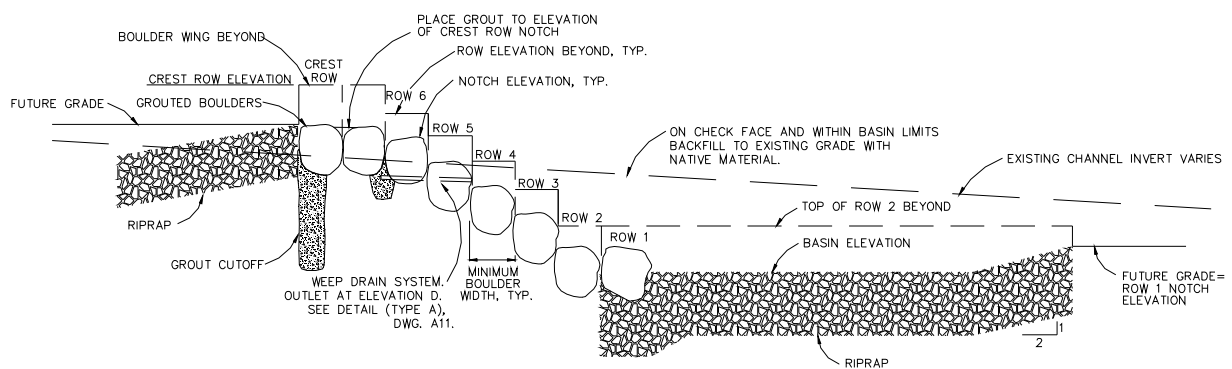 PLACE GROUT TO ELEVATION
OF CREST ROW NOTCH
BOULDER WING BEYOND
ROW ELEVATION BEYOND, TYP.
CREST
ROW
CREST ROW ELEVATION
NOTCH ELEVATION, TYP.
FUTURE GRADE
GROUTED BOULDERS
ROW 6
ROW 5
ROW 4
ROW 3
ROW 2
ROW 1
ON CHECK FACE AND WITHIN BASIN LIMITS
BACKFILL TO EXISTING GRADE WITH
NATIVE MATERIAL.
EXISTING CHANNEL INVERT VARIES
TOP OF ROW 2 BEYOND
BASIN ELEVATION
RIPRAP
GROUT CUTOFF
WEEP DRAIN SYSTEM.
OUTLET AT ELEVATION D.
SEE DETAIL (TYPE A),
DWG. A11.
MINIMUM
BOULDER
WIDTH, TYP.
FUTURE GRADE=
ROW 1 NOTCH
ELEVATION
1
2
RIPRAP